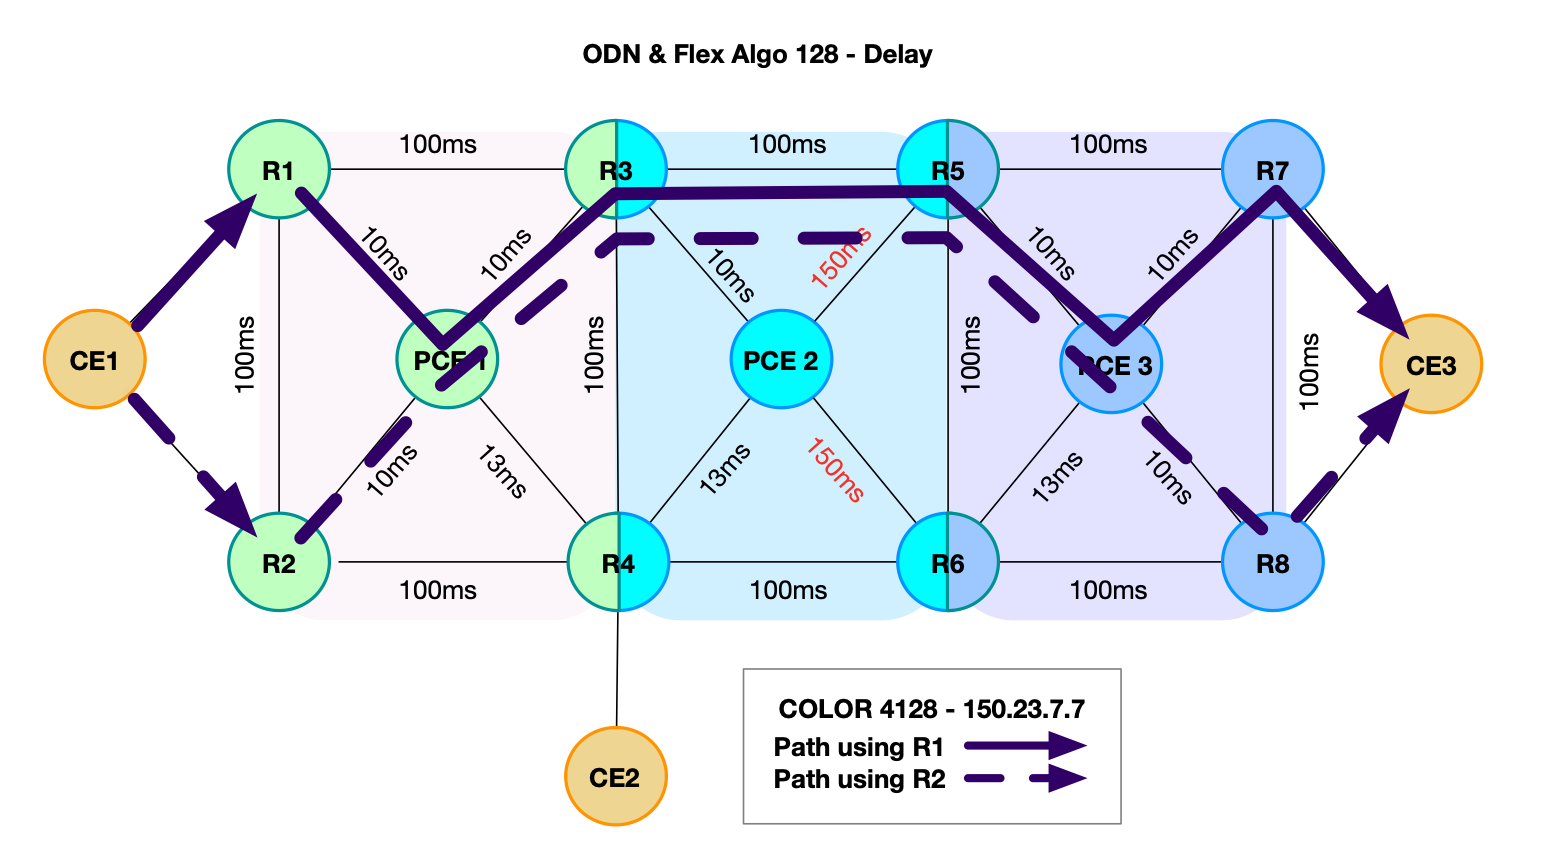 ODN & Flex Algo 128 - Delay
100ms
100ms
100ms
R1
R3
R5
R7
10ms
10ms
10ms
150ms
10ms
10ms
100ms
100ms
100ms
100ms
CE1
PCE 1
PCE 2
PCE 3
CE3
10ms
13ms
13ms
150ms
13ms
10ms
R2
R4
R6
R8
100ms
100ms
100ms
CE2
COLOR 4128 - 150.23.7.7
Path using R1
Path using R2